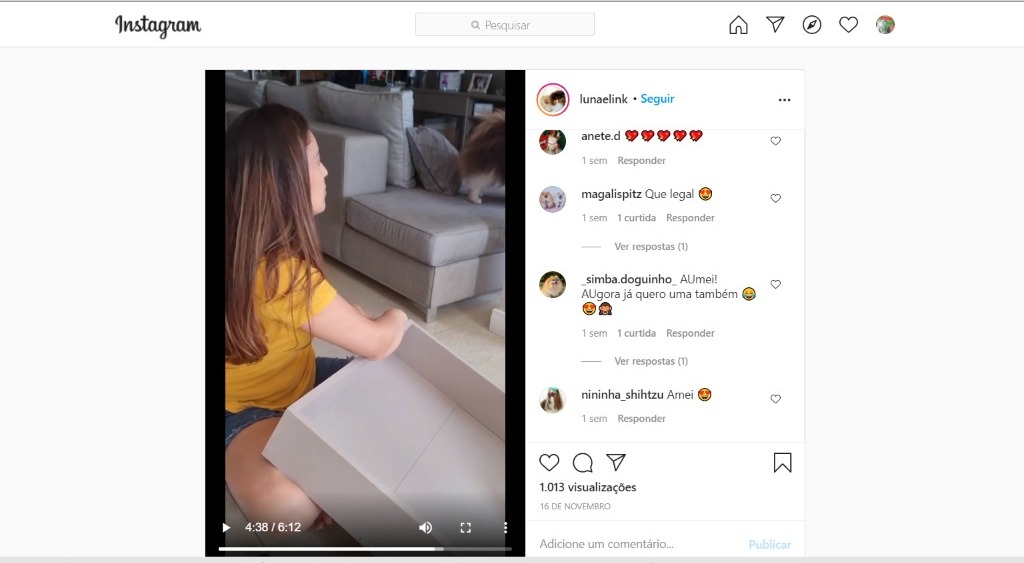 Instagram
Pesquisar
lunaelink • Seguir
anete.d 💖💖💖💖💖
1 sem Responder
magalispitz Que legal 😍
1 sem 1 curtida Responder
Ver respostas (1)
_simba.doguinho_ AUmei!
AUgora já quero uma também 😂
😍🙈
1 sem 1 curtida Responder
Ver respostas (1)
nininha_shihtzu Amei 😍
1 sem Responder
1.013 visualizações
16 DE NOVEMBRO
4:38 / 6:12
Adicione um comentário... Publicar